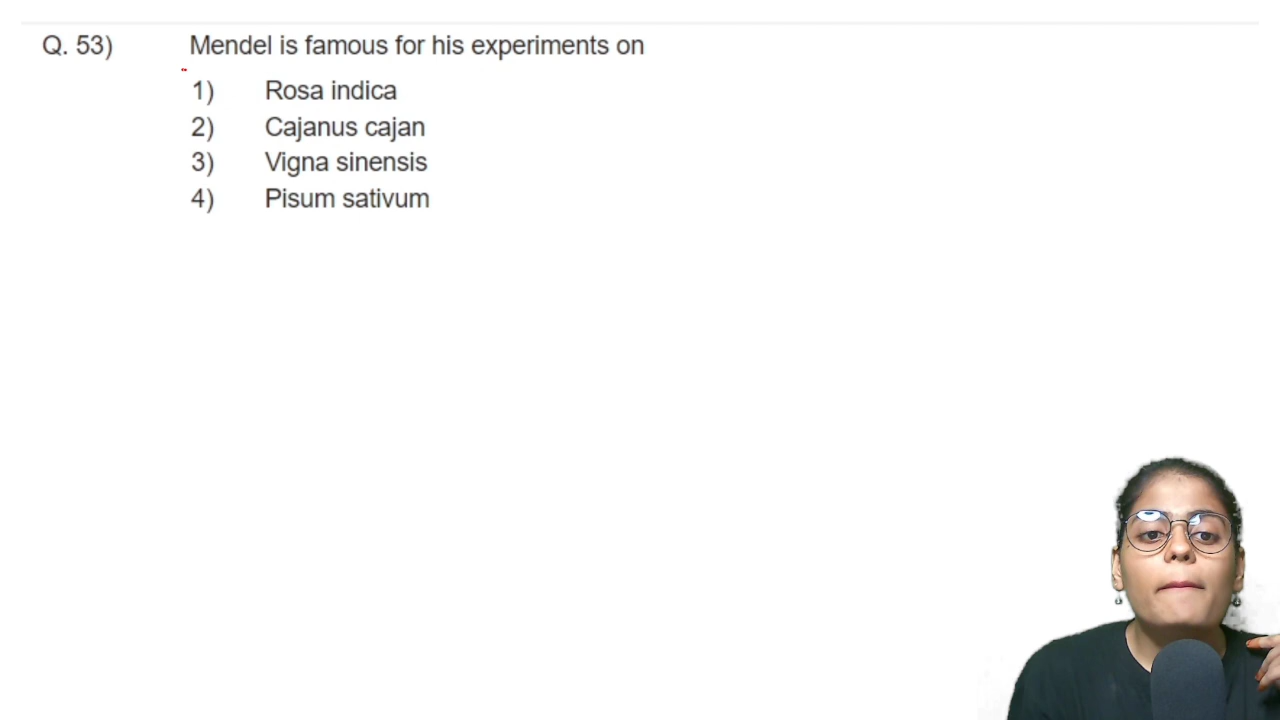 Q. 53) Mendel is famous for his experiments on
1) Rosa indica
2) Cajanus cajan
3) Vigna sinensis
4) Pisum sativum